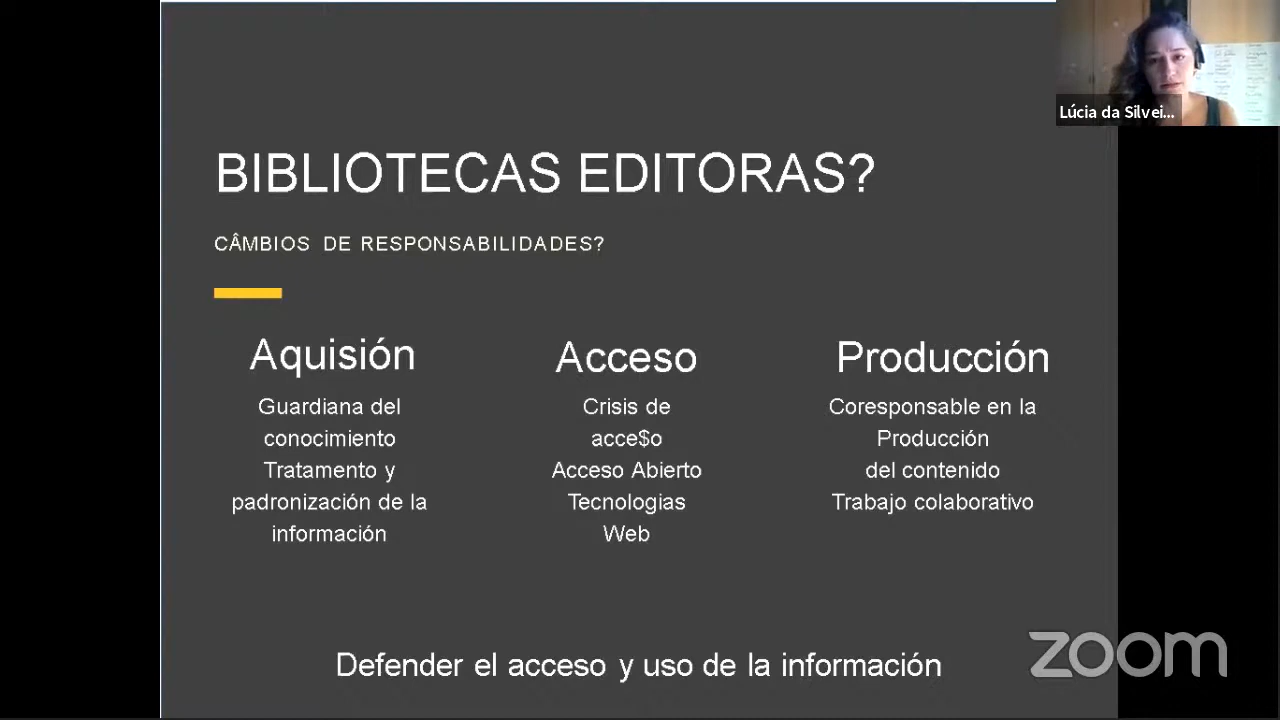 Lúcia da Silvei...
BIBLIOTECAS EDITORAS?
CÂMBIOS DE RESPONSABILIDADES?
Aquisión
Guardiana del
conocimiento
Tratamento y
padronización de la
información
Acceso
Crisis de
acce$o
Acceso Abierto
Tecnologias
Web
Producción
Coresponsable en la
Producción
del contenido
Trabajo colaborativo
Defender el acceso y uso de la información
zoom